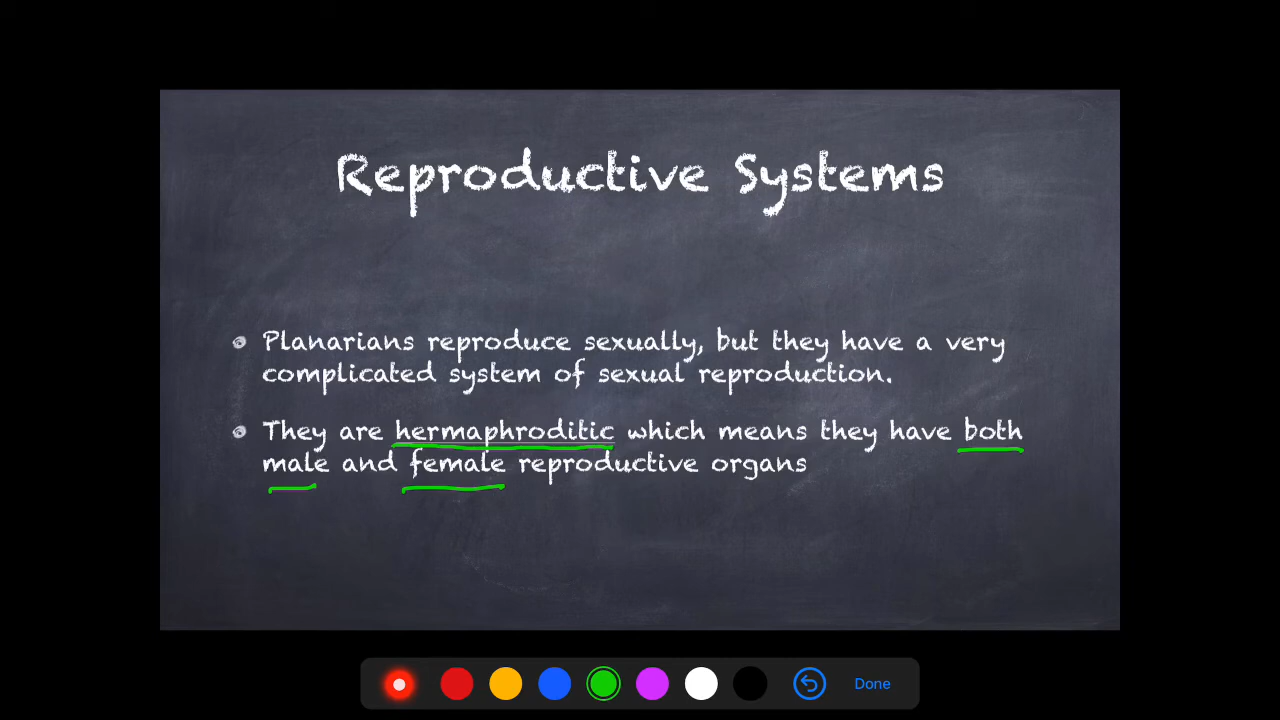 Reproductive Systems
Planarians reproduce sexually, but they have a very
complicated system of sexual reproduction.
They are hermaphroditic which means they have both
male and female reproductive organs
Done